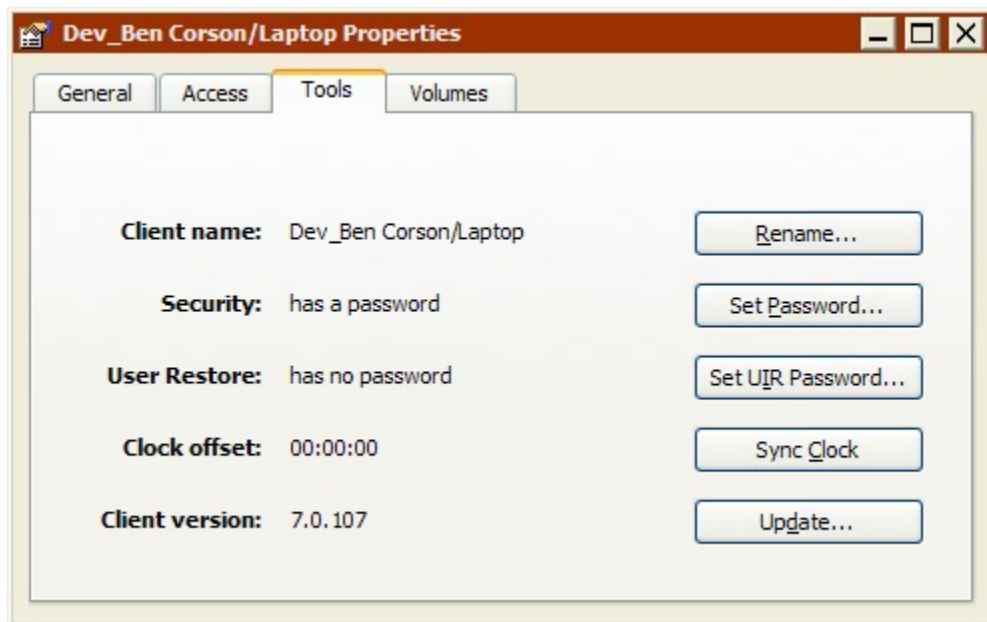 Dev_Ben Corson/Laptop Properties
General Access Tools Volumes
Client name: Dev_Ben Corson/Laptop Rename...
Security: has a password Set Password...
User Restore: has no password Set UIR Password...
Clock offset: 00:00:00 Sync Clock
Client version: 7.0.107 Update...